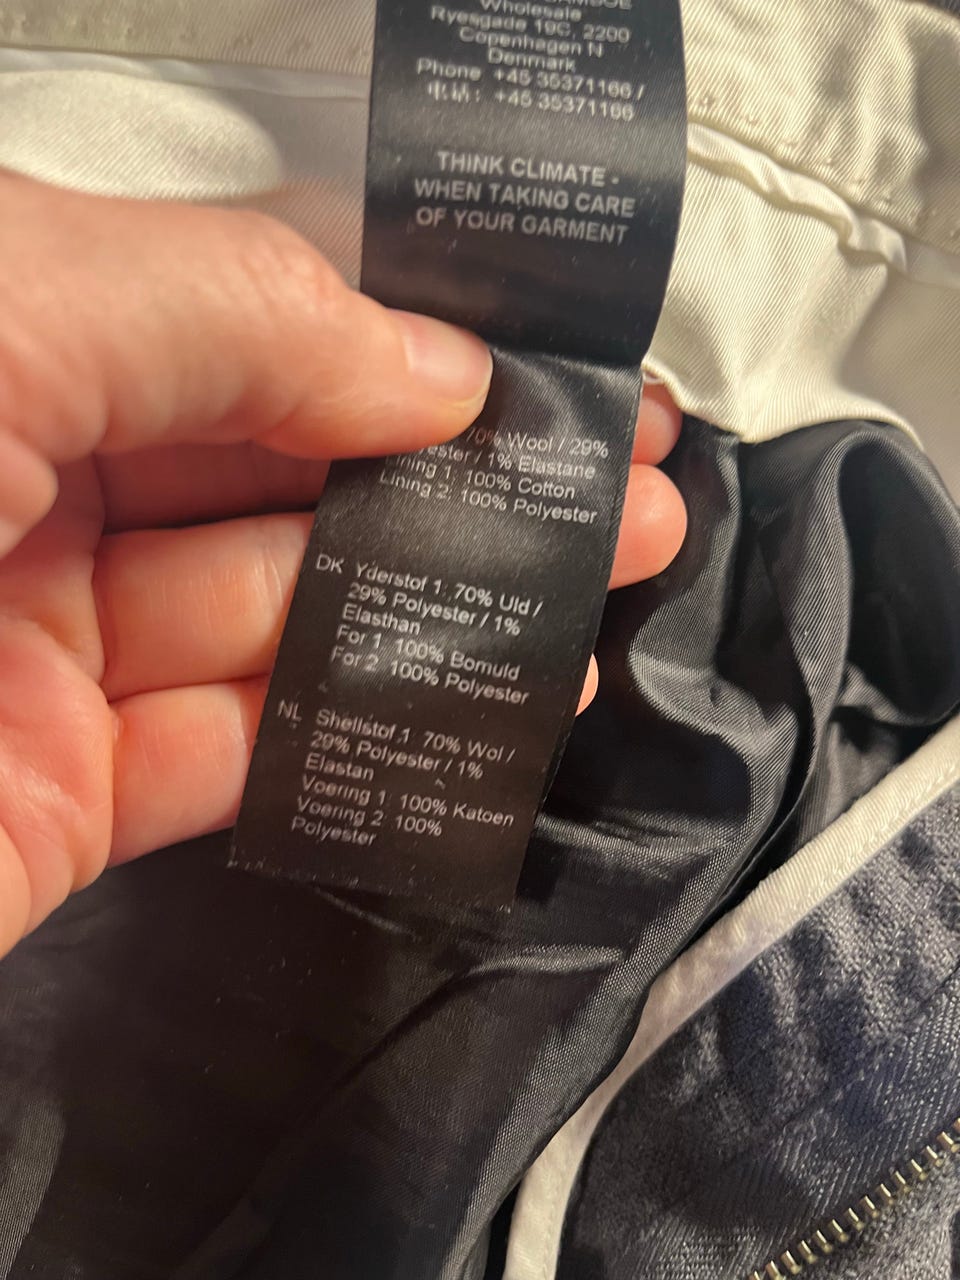 Wholesale
Ryesgade 19C, 2200
Copenhagen N
Denmark
Phone +45 35371166 /
电话: +45 35371166
THINK CLIMATE -
WHEN TAKING CARE
OF YOUR GARMENT
70% Wool / 29%
/ 1% Elastane
1: 100% Cotton
Lining 2: 100% Polyester
DK Yderstof 1: 70% Uld /
29% Polyester / 1%
Elasthan
For 1 100% Bomuld
For 2 100% Polyester
NL Shellstof 1 70% Wol /
29% Polyester / 1%
Elastan
Voering 1 100% Katoen
Voering 2 100%
Polyester